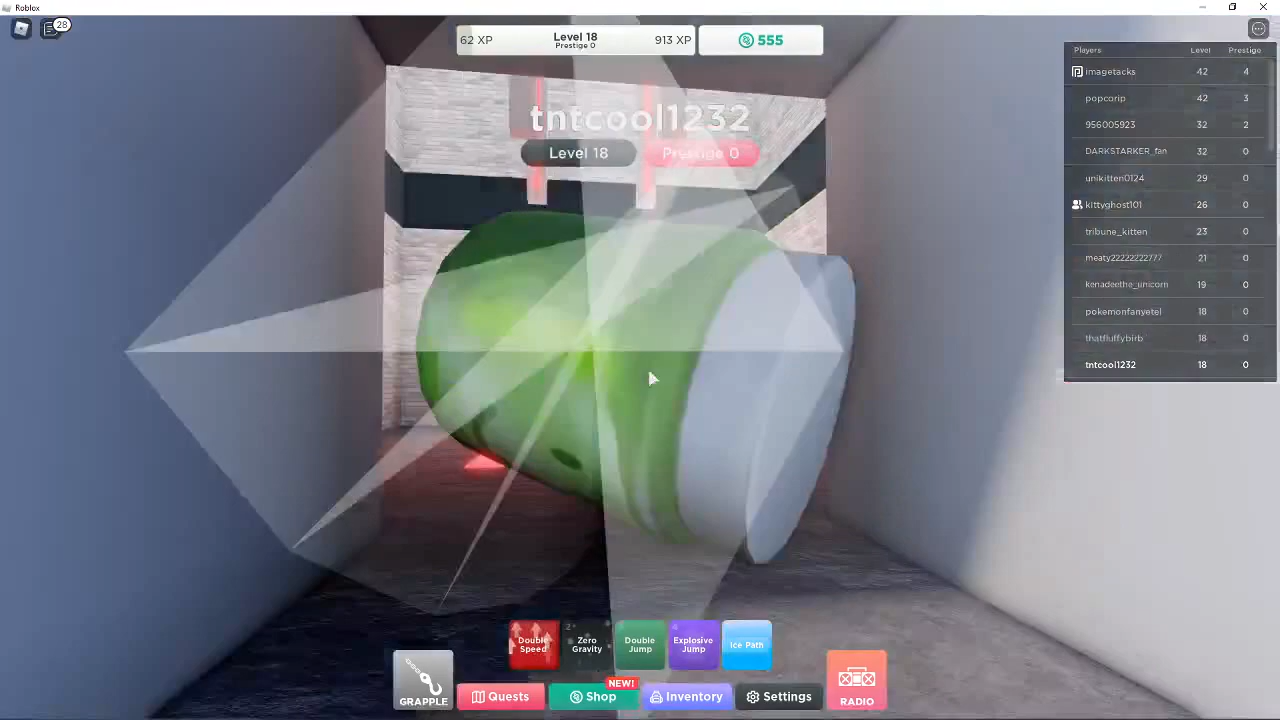 Roblox
28
62 XP
Level 18
Prestige 0
913 XP
555
Players Level Prestige
imagetacks 42 4
popcorip 42 3
956005923 32 2
DARKSTARKER_fan 32 0
unikitten0124 29 0
kittvghost101 26 0
tribune_kitten 23 0
meaty22222222777 21 0
kenadeethe_unicorn 19 0
pokemonfanyetel 18 0
thatfluffybirb 18 0
tntcool1232 18 0
tntcool1232
Level 18
Prestige 0
Double Speed
2x
Zero Gravity
Double Jump
Explosive Jump
Ice Path
GRAPPLE
Quests
NEW!
Shop
Inventory
Settings
RADIO